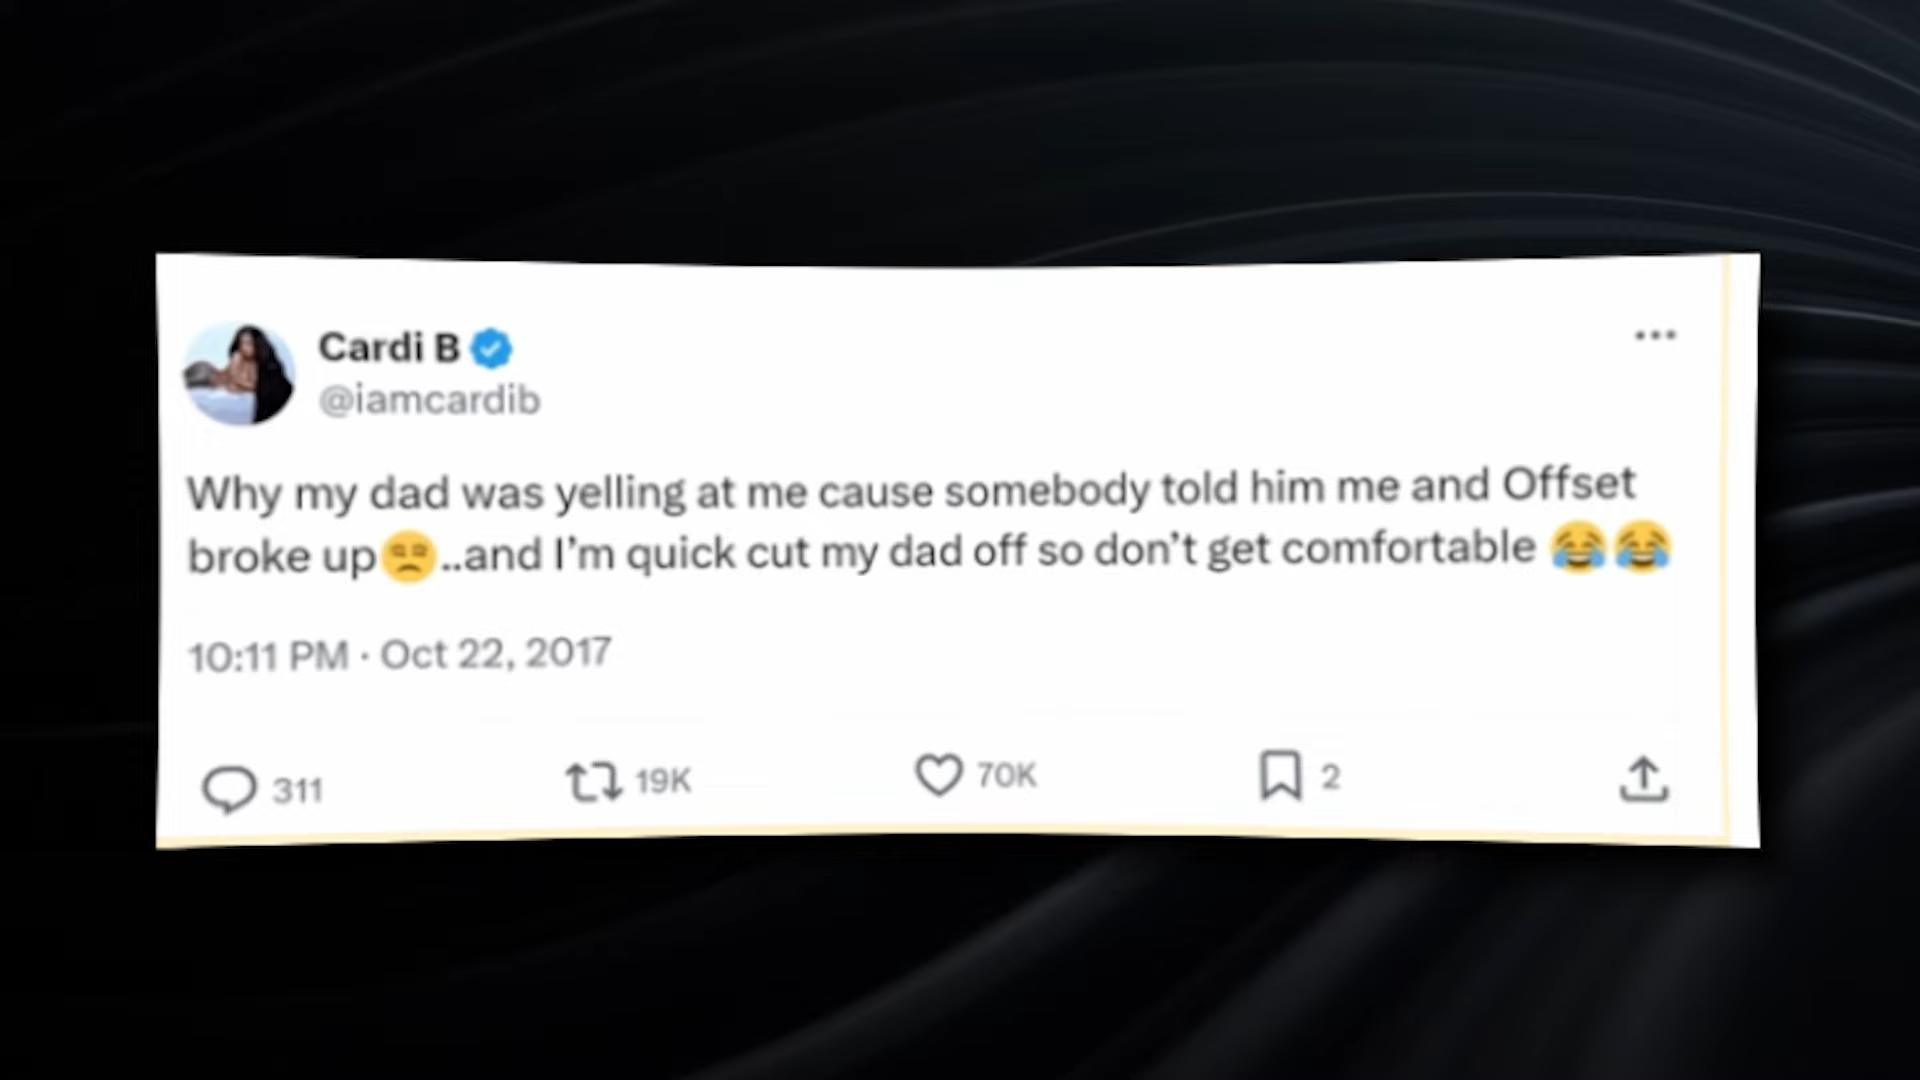 Cardi B
@iamcardib
Why my dad was yelling at me cause somebody told him me and Offset
broke up😒..and I’m quick cut my dad off so don’t get comfortable 😂😂
10:11 PM · Oct 22, 2017
311 19K 70K 2